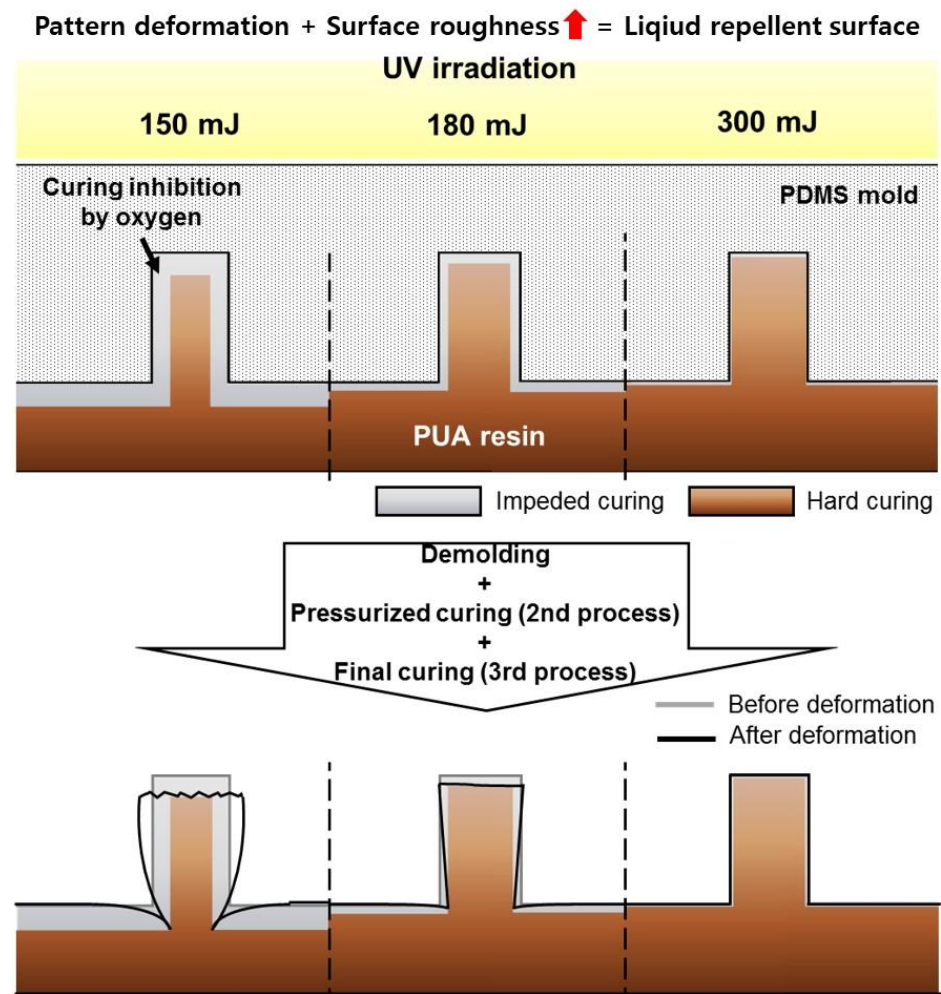 Pattern deformation + Surface roughness = Liqiud repellent surface
UV irradiation
150 mJ
180 mJ
300 mJ
Curing inhibition
by oxygen
PDMS mold
PUA resin
Impeded curing
Hard curing
Demolding
+
Pressurized curing (2nd process)
+
Final curing (3rd process)
Before deformation
After deformation